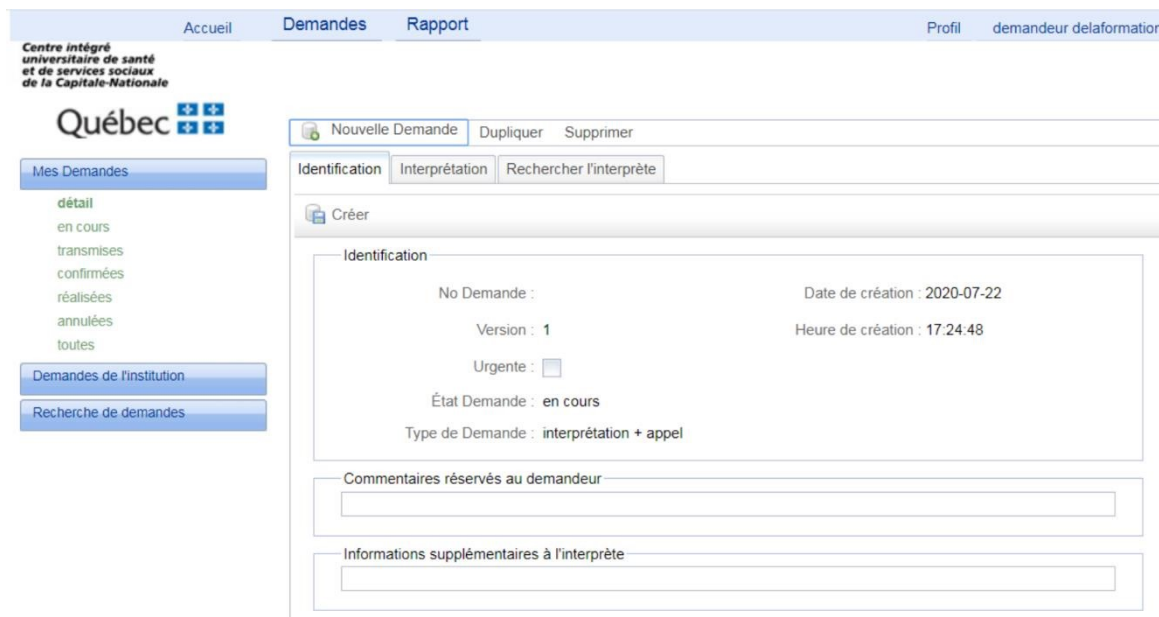 Accueil Demandes Rapport Profil demandeur delaformation
Centre intégré
universitaire de santé
et de services sociaux
de la Capitale-Nationale
Québec
Nouvelle Demande Dupliquer Supprimer
Mes Demandes
détail
en cours
transmises
confirmées
réalisées
annulées
toutes
Demandes de l'institution
Recherche de demandes
Identification Interprétation Rechercher l'interprète
Créer
Identification
No Demande :
Date de création : 2020-07-22
Version : 1
Heure de création : 17:24:48
Urgente :
État Demande : en cours
Type de Demande : interprétation + appel
Commentaires réservés au demandeur
Informations supplémentaires à l'interprète